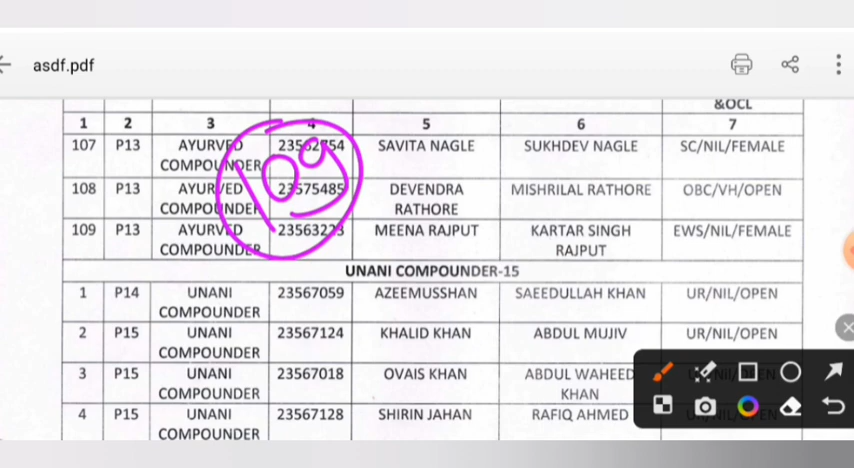 asdf.pdf
&OCL
1 2 3 4 5 6 7
107 P13 AYURVED 23562754 SAVITA NAGLE SUKHDEV NAGLE SC/NIL/FEMALE
COMPOUNDER
108 P13 AYURVED 23575485 DEVENDRA MISHRILAL RATHORE OBC/VH/OPEN
COMPOUNDER RATHORE
109 P13 AYURVED MEENA RAJPUT KARTAR SINGH EWS/NIL/FEMALE
COMPOUNDER RAJPUT
109
UNANI COMPOUNDER-15
1 P14 UNANI 23567059 AZEEMUSSHAN SAEEDULLAH KHAN UR/NIL/OPEN
COMPOUNDER
2 P15 UNANI 23567124 KHALID KHAN ABDUL MUJIV UR/NIL/OPEN
COMPOUNDER
3 P15 UNANI 23567018 OVAIS KHAN ABDUL WAHEED
COMPOUNDER KHAN
4 P15 UNANI 23567128 SHIRIN JAHAN RAFIQ AHMED
COMPOUNDER